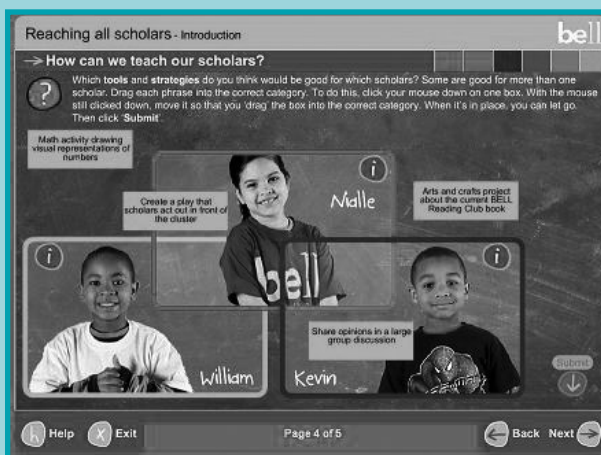 Reaching all scholars - Introduction
bell
How can we teach our scholars?
Which tools and strategies do you think would be good for which scholars? Some are good for more than one
scholar. Drag each phrase into the correct category. To do this, click your mouse down on one box. With the mouse
still clicked down, move it so that you 'drag' the box into the correct category. When it's in place, you can let go.
Then click 'Submit'.
?
Math activity drawing
visual representations of
numbers
i
Nialle
Create a play that
scholars act out in front of
the cluster
Arts and crafts project
about the current BELL
Reading Club book
bell
i
i
Share opinions in a large
group discussion
William
Kevin
Submit
h Help
X Exit
Page 4 of 5
Back Next